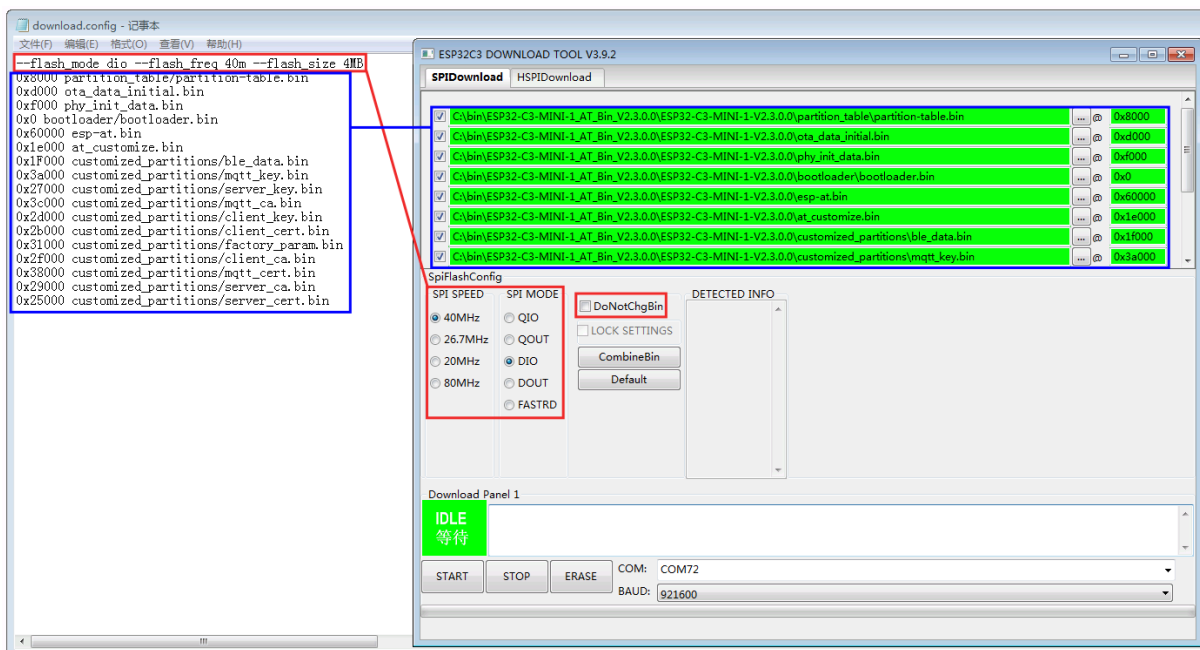 download.config - 记事本
文件(F) 编辑(E) 格式(O) 查看(V) 帮助(H)
--flash_mode dio --flash_freq 40m --flash_size 4MB
0x8000 partition_table/partition-table.bin
0xd000 ota_data_initial.bin
0xf000 phy_init_data.bin
0x0 bootloader/bootloader.bin
0x60000 esp-at.bin
0x1e000 at_customize.bin
0x1F000 customized_partitions/ble_data.bin
0x3a000 customized_partitions/mqtt_key.bin
0x27000 customized_partitions/server_key.bin
0x3c000 customized_partitions/mqtt_ca.bin
0x2d000 customized_partitions/client_key.bin
0x2b000 customized_partitions/client_cert.bin
0x31000 customized_partitions/factory_param.bin
0x2f000 customized_partitions/client_ca.bin
0x38000 customized_partitions/mqtt_cert.bin
0x29000 customized_partitions/server_ca.bin
0x25000 customized_partitions/server_cert.bin
ESP32C3 DOWNLOAD TOOL V3.9.2
SPIDownload HSPIDownload
C:\bin\ESP32-C3-MINI-1_AT_Bin_V2.3.0.0\ESP32-C3-MINI-1-V2.3.0.0\partition_table\partition-table.bin ... @ 0x8000
C:\bin\ESP32-C3-MINI-1_AT_Bin_V2.3.0.0\ESP32-C3-MINI-1-V2.3.0.0\ota_data_initial.bin ... @ 0xd000
C:\bin\ESP32-C3-MINI-1_AT_Bin_V2.3.0.0\ESP32-C3-MINI-1-V2.3.0.0\phy_init_data.bin ... @ 0xf000
C:\bin\ESP32-C3-MINI-1_AT_Bin_V2.3.0.0\ESP32-C3-MINI-1-V2.3.0.0\bootloader\bootloader.bin ... @ 0x0
C:\bin\ESP32-C3-MINI-1_AT_Bin_V2.3.0.0\ESP32-C3-MINI-1-V2.3.0.0\esp-at.bin ... @ 0x60000
C:\bin\ESP32-C3-MINI-1_AT_Bin_V2.3.0.0\ESP32-C3-MINI-1-V2.3.0.0\at_customize.bin ... @ 0x1e000
C:\bin\ESP32-C3-MINI-1_AT_Bin_V2.3.0.0\ESP32-C3-MINI-1-V2.3.0.0\customized_partitions\ble_data.bin ... @ 0x1f000
C:\bin\ESP32-C3-MINI-1_AT_Bin_V2.3.0.0\ESP32-C3-MINI-1-V2.3.0.0\customized_partitions\mqtt_key.bin ... @ 0x3a000
SpiFlashConfig
SPI SPEED
40MHz
26.7MHz
20MHz
80MHz
SPI MODE
QIO
QOUT
DIO
DOUT
FASTRD
DoNotChgBin
LOCK SETTINGS
CombineBin
Default
DETECTED INFO
Download Panel 1
IDLE
等待
START STOP ERASE
COM: COM72
BAUD: 921600